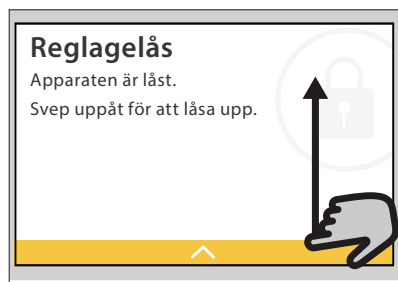 Reglagelås
Apparaten är låst.
Svep uppåt för att låsa upp.